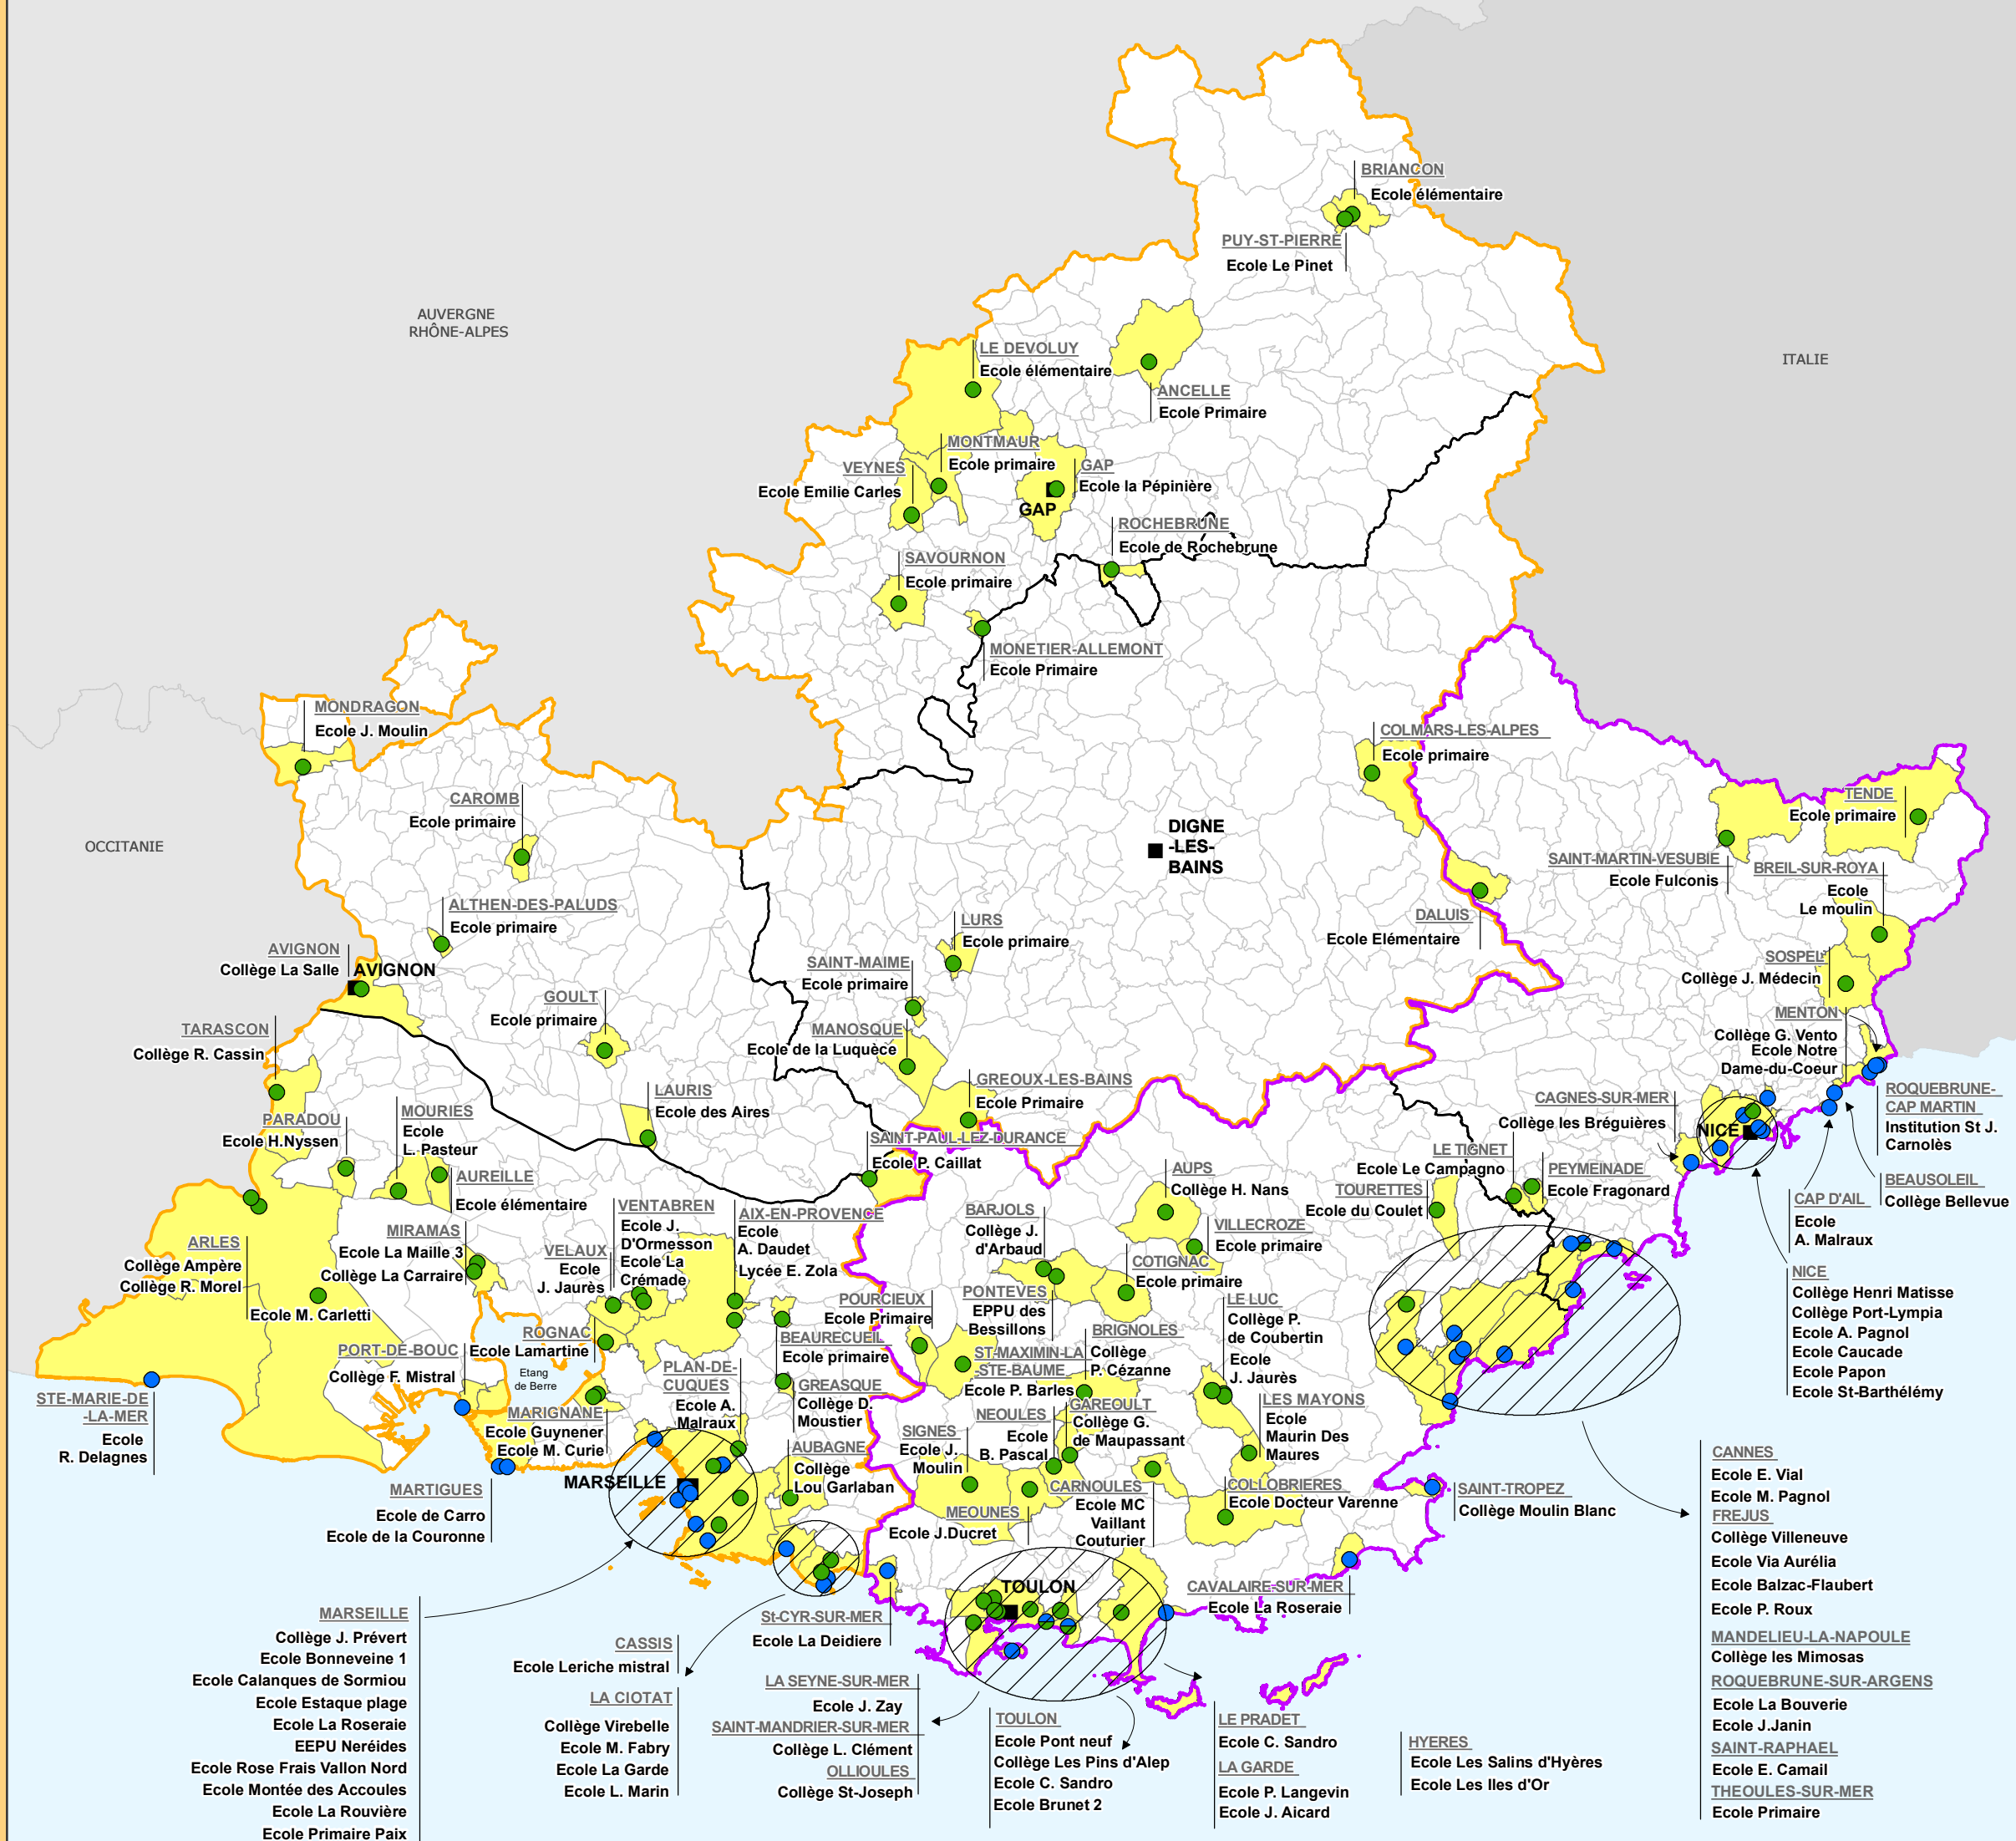 BRIANCON
Ecole élémentaire
PUY-ST-PIERRE
Ecole Le Pinet
AUVERGNE
RHÔNE-ALPES
ITALIE
LE DEVOLUY
Ecole élémentaire
ANCELLE
Ecole Primaire
MONTMAUR
Ecole primaire
VEYNES
Ecole Emilie Carles
GAP
Ecole la Pépinière
GAP
ROCHEBRUNE
Ecole de Rochebrune
SAVOURNON
Ecole primaire
MONETIER-ALLEMONT
Ecole Primaire
MONDRAGON
Ecole J. Moulin
COLMARS-LES-ALPES
Ecole primaire
CAROMB
Ecole primaire
TENDE
Ecole primaire
OCCITANIE
DIGNE
-LES-
BAINS
SAINT-MARTIN-VESUBIE
Ecole Fulconis
BREIL-SUR-ROYA
Ecole
Le moulin
ALTHEN-DES-PALUDS
Ecole primaire
LURS
Ecole primaire
DALUIS
Ecole Elémentaire
AVIGNON
Collège La Salle
AVIGNON
SAINT-MAIME
Ecole primaire
SOSPEL
Collège J. Médecin
GOULT
Ecole primaire
TARASCON
Collège R. Cassin
MANOSQUE
Ecole de la Luquèce
MENTON
Collège G. Vento
Ecole Notre
Dame-du-Coeur
LAURIS
Ecole des Aires
GREOUX-LES-BAINS
Ecole Primaire
ROQUEBRUNE-
CAP MARTIN
Institution St J.
Carnolès
CAGNES-SUR-MER
Collège les Bréguières
NICE
PARADOU
Ecole H.Nyssen
MOURIES
Ecole
L. Pasteur
SAINT-PAUL-LEZ-DURANCE
Ecole P. Caillat
LE TIGNET
Ecole Le Campagno
PEYMEINADE
Ecole Fragonard
AUREILLE
Ecole élémentaire
AUPS
Collège H. Nans
TOURETTES
Ecole du Coulet
BEAUSOLEIL
Collège Bellevue
CAP D'AIL
Ecole
A. Malraux
VENTABREN
Ecole J.
D'Ormesson
Ecole La
Crémade
AIX-EN-PROVENCE
Ecole
A. Daudet
Lycée E. Zola
BARJOLS
Collège J.
d'Arbaud
VILLECROZE
Ecole primaire
MIRAMAS
Ecole La Maille 3
Collège La Carraire
ARLES
Collège Ampère
Collège R. Morel
Ecole M. Carletti
VELAUX
Ecole
J. Jaurès
COTIGNAC
Ecole primaire
NICE
Collège Henri Matisse
Collège Port-Lympia
Ecole A. Pagnol
Ecole Caucade
Ecole Papon
Ecole St-Barthélémy
POURCIEUX
Ecole Primaire
PONTEVES
EPPU des
Bessillons
LE LUC
Collège P.
de Coubertin
Ecole
J. Jaurès
ROGNAC
Ecole Lamartine
BEAURECUEIL
Ecole primaire
BRIGNOLES
Collège
P. Cézanne
PORT-DE-BOUC
Collège F. Mistral
Etang
de Berre
PLAN-DE-
CUQUES
Ecole A.
Malraux
GREASQUE
Collège D.
Moustier
ST-MAXIMIN-LA
-STE-BAUME
Ecole P. Barles
STE-MARIE-DE
-LA-MER
Ecole
R. Delagnes
MARIGNANE
Ecole Guynener
Ecole M. Curie
NEOULES
Ecole
B. Pascal
GAREOULT
Collège G.
de Maupassant
LES MAYONS
Ecole
Maurin Des
Maures
SIGNES
Ecole J.
Moulin
AUBAGNE
Collège
Lou Garlaban
MARSEILLE
MARTIGUES
Ecole de Carro
Ecole de la Couronne
MEOUNES
Ecole J.Ducret
CARNOULES
Ecole MC
Vaillant
Couturier
COLLOBRIERES
Ecole Docteur Varenne
SAINT-TROPEZ
Collège Moulin Blanc
CANNES
Ecole E. Vial
Ecole M. Pagnol
FREJUS
Collège Villeneuve
Ecole Via Aurélia
Ecole Balzac-Flaubert
Ecole P. Roux
MANDELIEU-LA-NAPOULE
Collège les Mimosas
ROQUEBRUNE-SUR-ARGENS
Ecole La Bouverie
Ecole J.Janin
SAINT-RAPHAEL
Ecole E. Camail
THEOULES-SUR-MER
Ecole Primaire
TOULON
CAVALAIRE-SUR-MER
Ecole La Roseraie
St-CYR-SUR-MER
Ecole La Deidiere
MARSEILLE
Collège J. Prévert
Ecole Bonneveine 1
Ecole Calanques de Sormiou
Ecole Estaque plage
Ecole La Roseraie
EEPU Neréides
Ecole Rose Frais Vallon Nord
Ecole Montée des Accoules
Ecole La Rouvière
Ecole Primaire Paix
CASSIS
Ecole Leriche mistral
LA CIOTAT
Collège Virebelle
Ecole M. Fabry
Ecole La Garde
Ecole L. Marin
LA SEYNE-SUR-MER
Ecole J. Zay
SAINT-MANDRIER-SUR-MER
Collège L. Clément
OLLIOULES
Collège St-Joseph
TOULON
Ecole Pont neuf
Collège Les Pins d'Alep
Ecole C. Sandro
Ecole Brunet 2
LE PRADET
Ecole C. Sandro
LA GARDE
Ecole P. Langevin
Ecole J. Aicard
HYERES
Ecole Les Salins d'Hyères
Ecole Les Iles d'Or